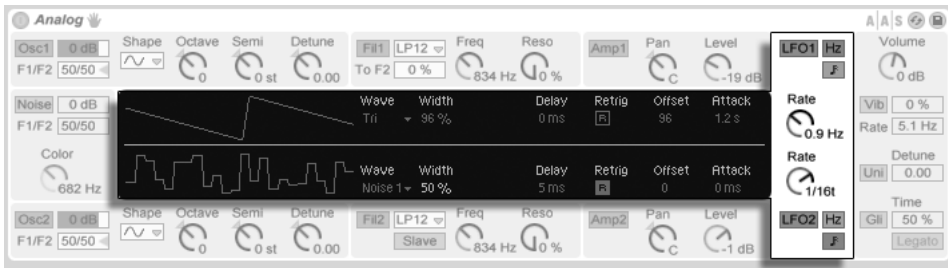 Analog A A S
Osc1 0 dB Shape Octave Semi Detune Fil1 LP12 Freq Reso Amp1 Pan Level LFO1 Hz Volume
F1/F2 50/50 0 0 st 0.00 To F2 0 % 834 Hz 0 % C -19 dB 0 dB
Noise 0 dB Wave Width Delay Retrig Offset Attack Rate Vib 0 %
F1/F2 50/50 Tri 96 % 0 ms R 96 1.2 s 0.9 Hz Rate 5.1 Hz
Color Wave Width Delay Retrig Offset Attack Rate Detune
682 Hz Noise 1 50 % 5 ms R 0 0 ms 1/16t Uni 0.00
Osc2 0 dB Shape Octave Semi Detune Fil2 LP12 Freq Reso Amp2 Pan Level LFO2 Hz Time
Gli 50 %
F1/F2 50/50 0 0 st 0.00 Slave 834 Hz 0 % C -1 dB Legato